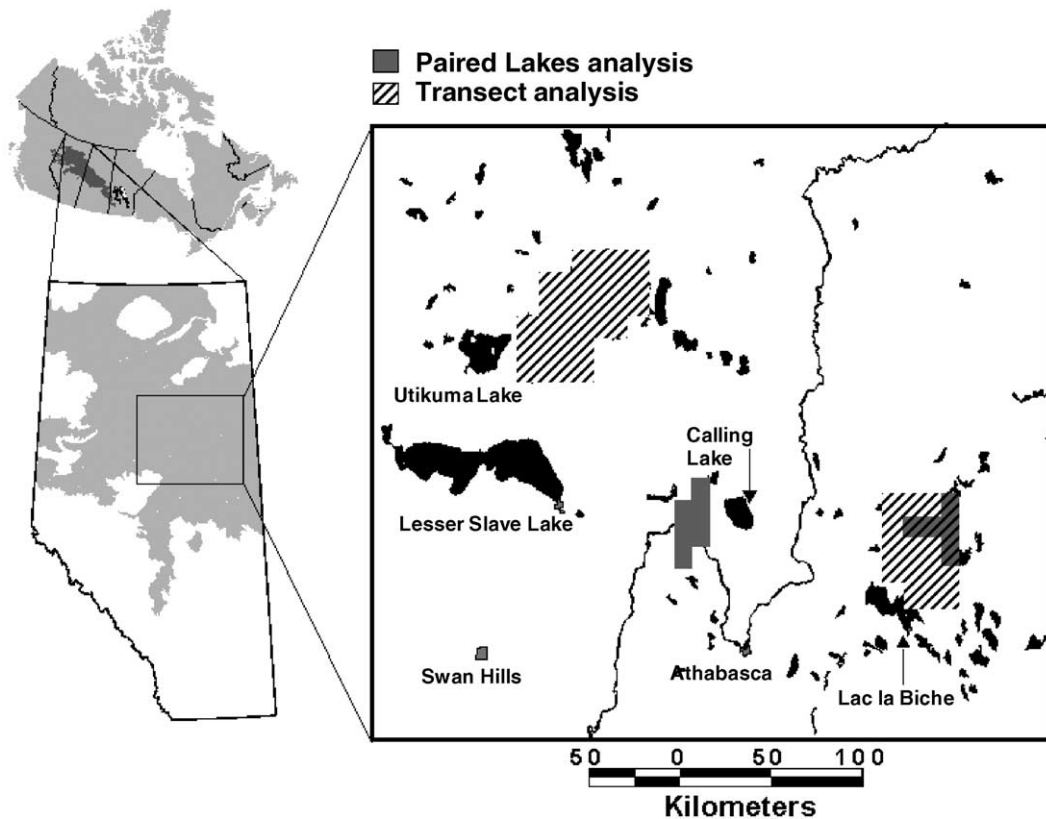 Paired Lakes analysis
Transect analysis
Utikuma Lake
Calling
Lake
Lesser Slave Lake
Swan Hills
Athabasca
Lac la Biche
50 0 50 100
Kilometers